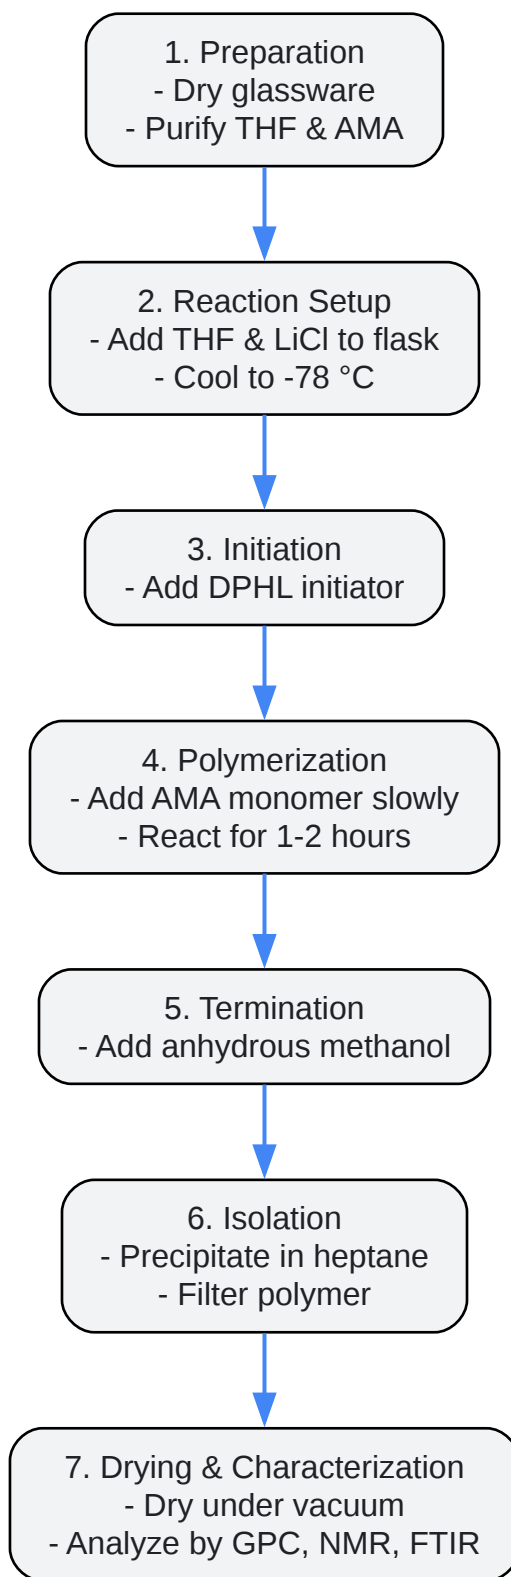 1. Preparation
- Dry glassware
- Purify THF & AMA
2. Reaction Setup
- Add THF & LiCl to flask
- Cool to -78 °C
3. Initiation
- Add DPHL initiator
4. Polymerization
- Add AMA monomer slowly
- React for 1-2 hours
5. Termination
- Add anhydrous methanol
6. Isolation
- Precipitate in heptane
- Filter polymer
7. Drying & Characterization
- Dry under vacuum
- Analyze by GPC, NMR, FTIR